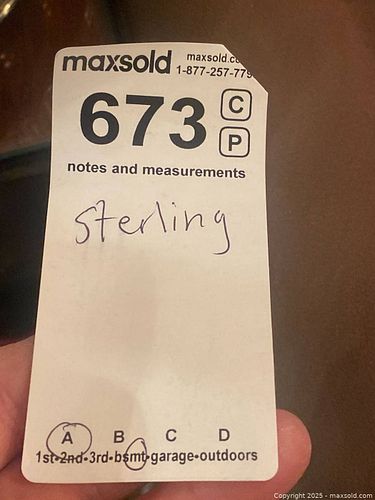 maxsold maxsold.c
1-877-257-779
673 C
P
notes and measurements
sterling
A B C D
1st•2nd•3rd•bsmt•garage•outdoors
Copyright 2025 - maxsold.com